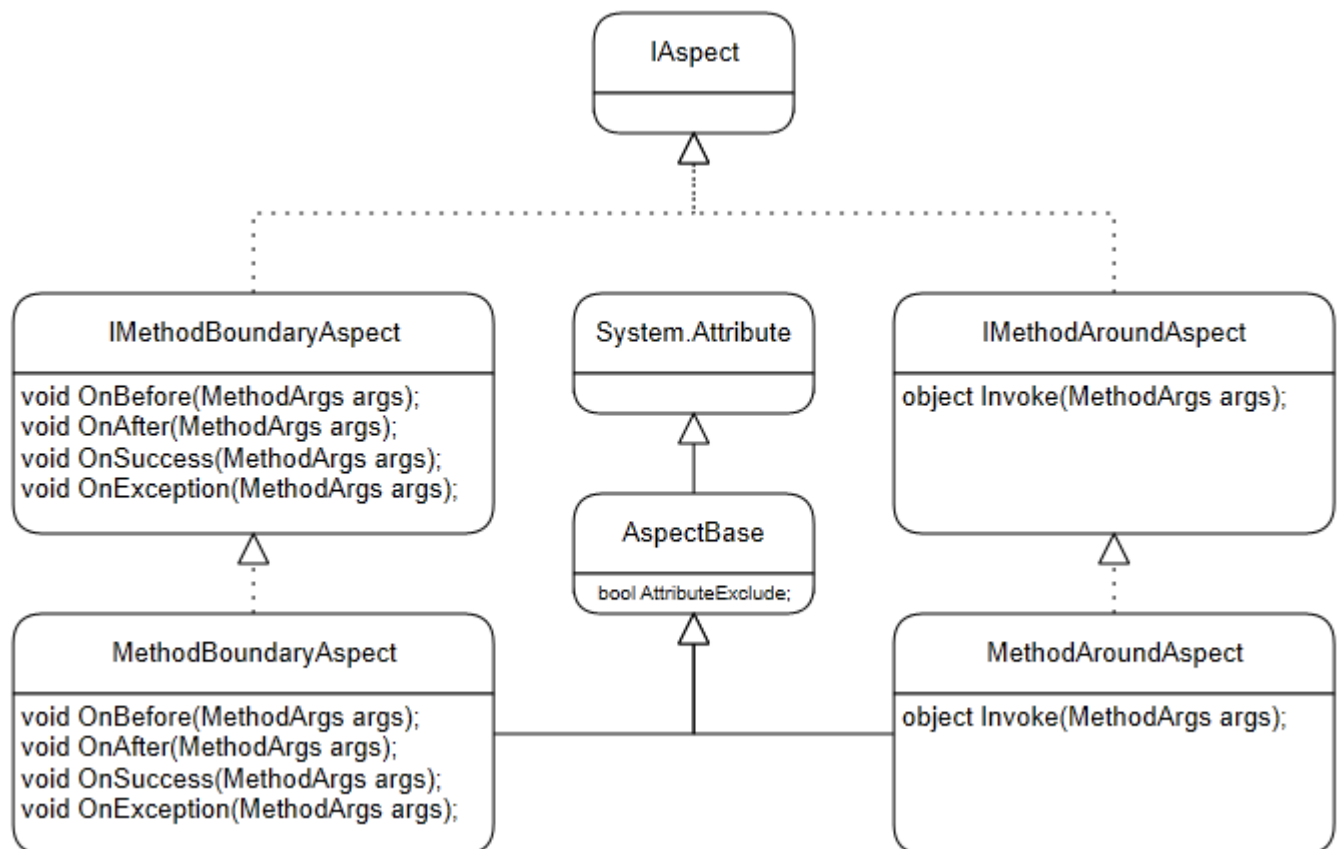 IAspect
IMethodBoundaryAspect
void OnBefore(MethodArgs args);
void OnAfter(MethodArgs args);
void OnSuccess(MethodArgs args);
void OnException(MethodArgs args);
System.Attribute
IMethodAroundAspect
object Invoke(MethodArgs args);
AspectBase
bool AttributeExclude;
MethodBoundaryAspect
void OnBefore(MethodArgs args);
void OnAfter(MethodArgs args);
void OnSuccess(MethodArgs args);
void OnException(MethodArgs args);
MethodAroundAspect
object Invoke(MethodArgs args);